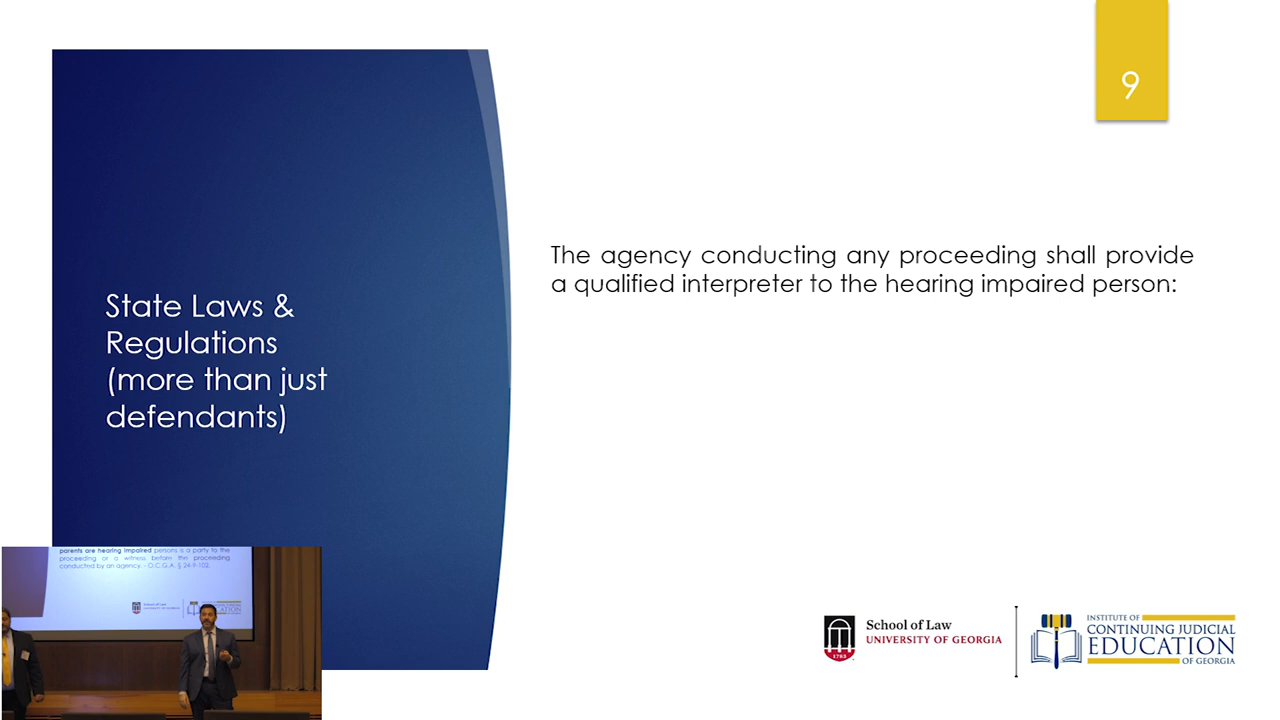 9
State Laws &
Regulations
(more than just
defendants)
The agency conducting any proceeding shall provide
a qualified interpreter to the hearing impaired person:
parents are hearing impaired persons is a party to the
proceeding or a witness before the proceeding
conducted by an agency. - O.C.G.A. § 24-9-102.
School of Law
UNIVERSITY OF GEORGIA
1785
INSTITUTE OF
CONTINUING JUDICIAL
EDUCATION
OF GEORGIA